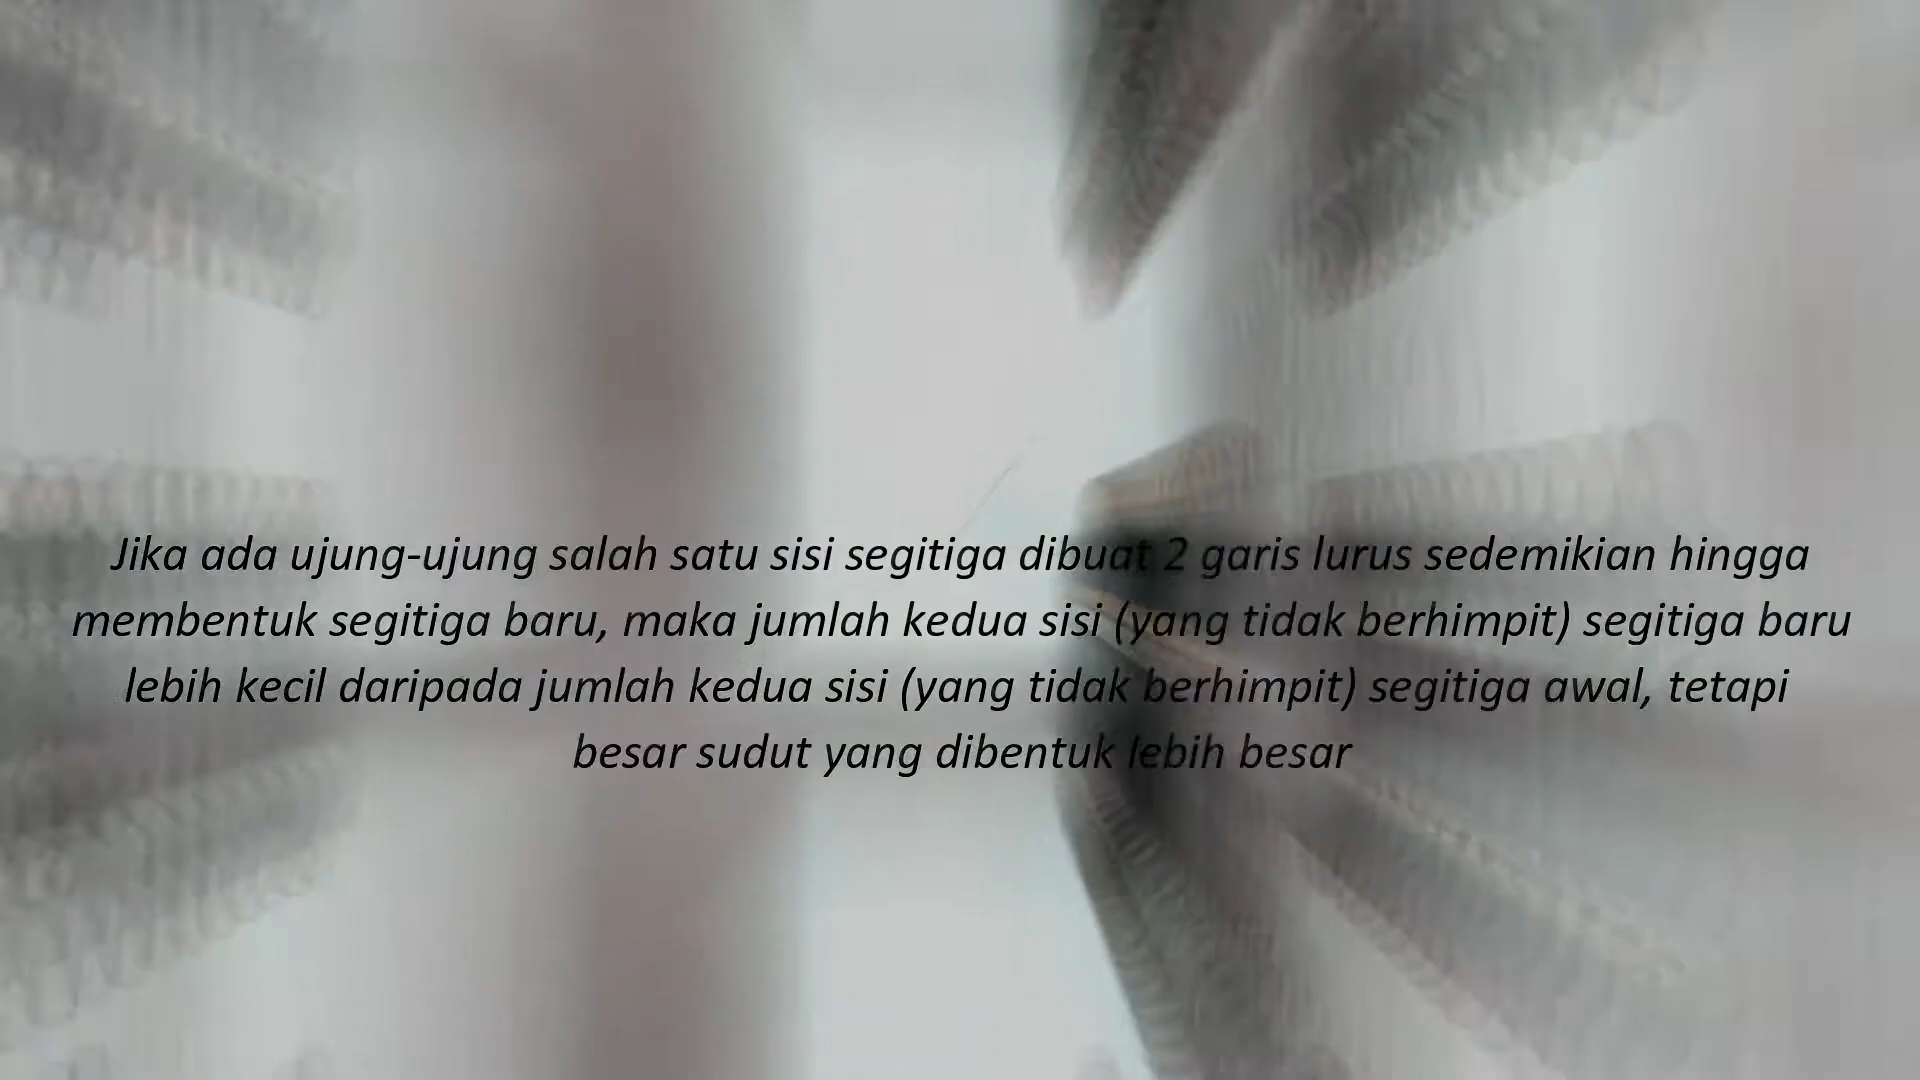 Jika ada ujung-ujung salah satu sisi segitiga dibuat 2 garis lurus sedemikian hingga
membentuk segitiga baru, maka jumlah kedua sisi (yang tidak berhimpit) segitiga baru
lebih kecil daripada jumlah kedua sisi (yang tidak berhimpit) segitiga awal, tetapi
besar sudut yang dibentuk lebih besar